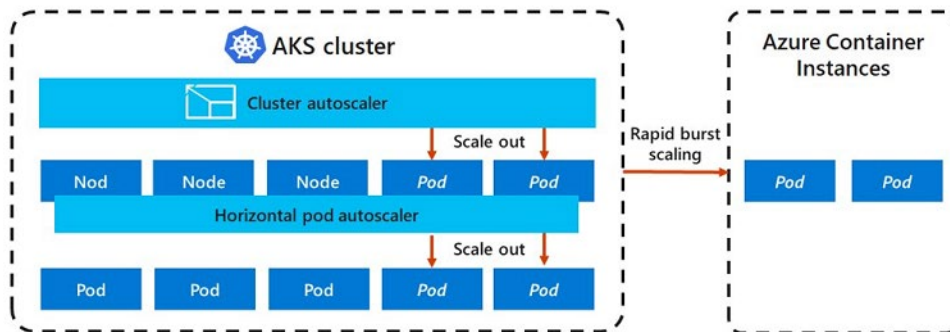 AKS cluster
Azure Container
Instances
Cluster autoscaler
Scale out
Rapid burst
scaling
Nod
Node
Node
Pod
Pod
Pod
Pod
Horizontal pod autoscaler
Scale out
Pod
Pod
Pod
Pod
Pod